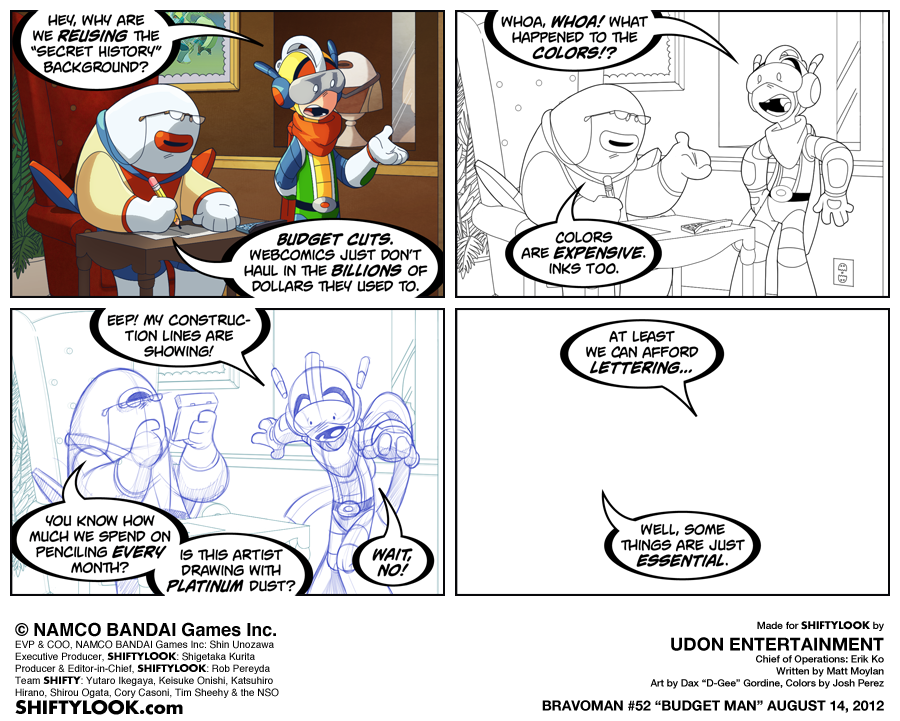 HEY, WHY ARE
WE REUSING THE
"SECRET HISTORY"
BACKGROUND?
BUDGET CUTS.
WEBCOMICS JUST DON'T
HAUL IN THE BILLIONS OF
DOLLARS THEY USED TO.
WHOA, WHOA! WHAT
HAPPENED TO THE
COLORS!?
COLORS
ARE EXPENSIVE.
INKS TOO.
EEP! MY CONSTRUC-
TION LINES ARE
SHOWING!
YOU KNOW HOW
MUCH WE SPEND ON
PENCILING EVERY
MONTH?
IS THIS ARTIST
DRAWING WITH
PLATINUM DUST?
WAIT,
NO!
AT LEAST
WE CAN AFFORD
LETTERING...
WELL, SOME
THINGS ARE JUST
ESSENTIAL.
© NAMCO BANDAI Games Inc.
EVP & COO, NAMCO BANDAI Games Inc: Shin Unozawa
Executive Producer, SHIFTYLOOK: Shigetaka Kurita
Producer & Editor-in-Chief, SHIFTYLOOK: Rob Pereyda
Team SHIFTY: Yutaro Ikegaya, Keisuke Onishi, Katsuhiro
Hirano, Shirou Ogata, Cory Casoni, Tim Sheehy & the NSO
SHIFTYLOOK.com
Made for SHIFTYLOOK by
UDON ENTERTAINMENT
Chief of Operations: Erik Ko
Written by Matt Moylan
Art by Dax "D-Gee" Gordine, Colors by Josh Perez
BRAVOMAN #52 "BUDGET MAN" AUGUST 14, 2012